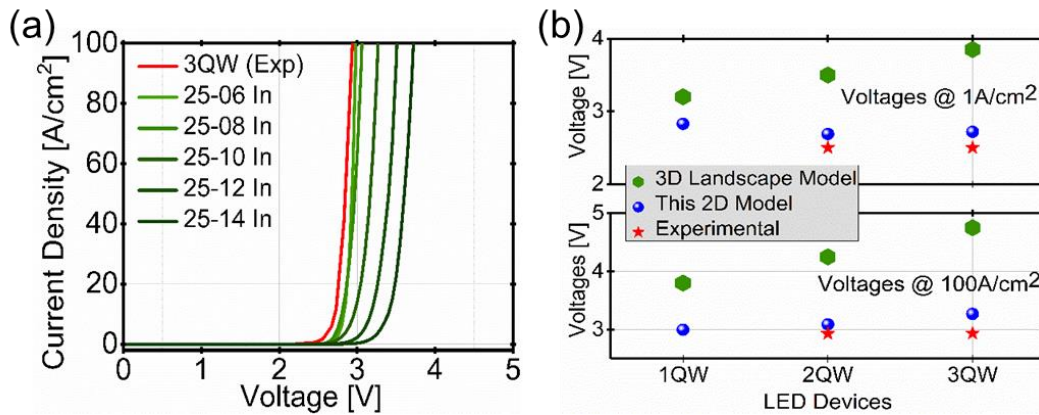 (a)
Current Density [A/cm²]
100
80
60
40
20
0
3QW (Exp)
25-06 In
25-08 In
25-10 In
25-12 In
25-14 In
0 1 2 3 4 5
Voltage [V]
(b)
Voltage [V]
4
3
2
Voltages @ 1A/cm²
3D Landscape Model
This 2D Model
Experimental
Voltages [V]
5
4
3
Voltages @ 100A/cm²
1QW 2QW 3QW
LED Devices